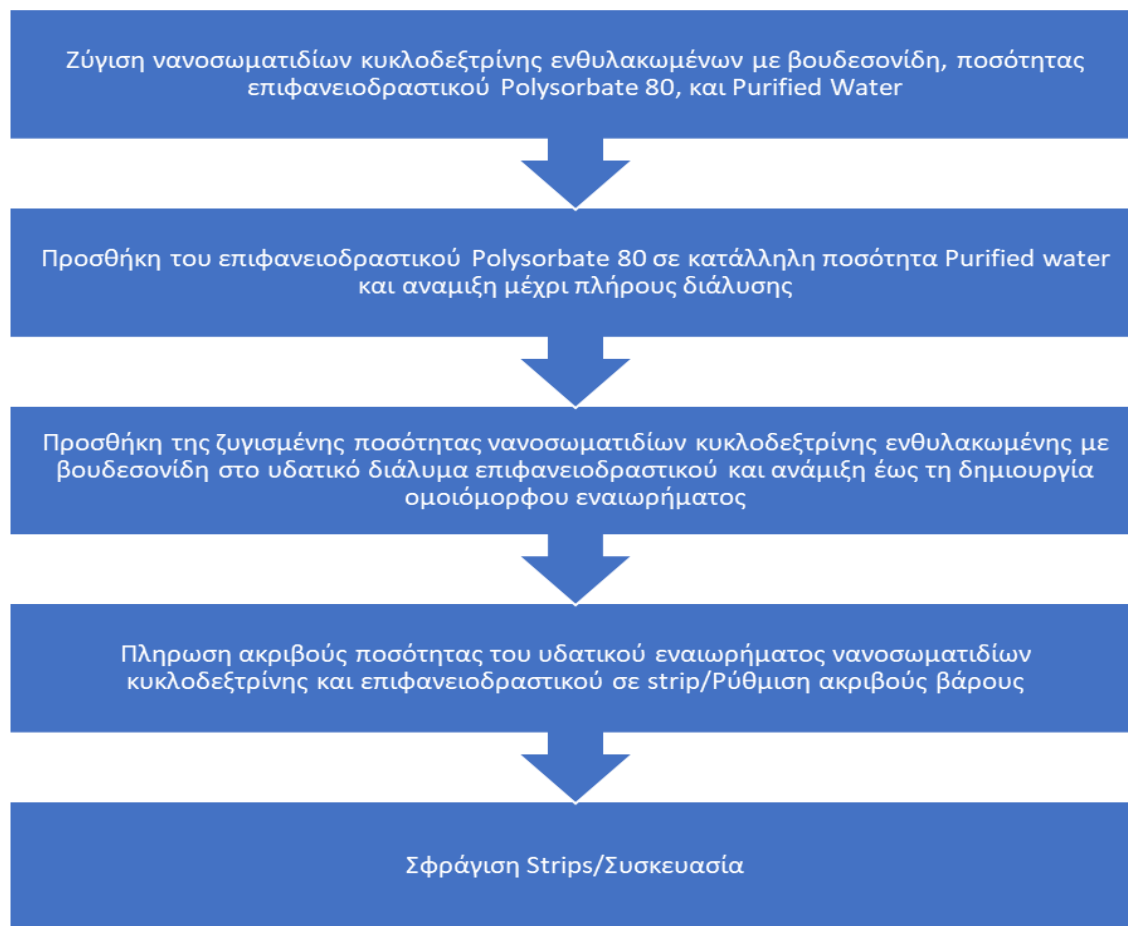 Ζύγιση νανοσωματιδίων κυκλοδεξτρίνης ενθυλακωμένων με βουδεσονίδη, ποσότητας
επιφανειοδραστικού Polysorbate 80, και Purified Water
Προσθήκη του επιφανειοδραστικού Polysorbate 80 σε κατάλληλη ποσότητα Purified water
και αναμιξη μέχρι πλήρους διάλυσης
Προσθήκη της ζυγισμένης ποσότητας νανοσωματιδίων κυκλοδεξτρίνης ενθυλακωμένης με
βουδεσονίδη στο υδατικό διάλυμα επιφανειοδραστικού και ανάμιξη έως τη δημιουργία
ομοιόμορφου εναιωρήματος
Πληρωση ακριβούς ποσότητας του υδατικού εναιωρήματος νανοσωματιδίων
κυκλοδεξτρίνης και επιφανειοδραστικού σε strip/Ρύθμιση ακριβούς βάρους
Σφράγιση Strips/Συσκευασία